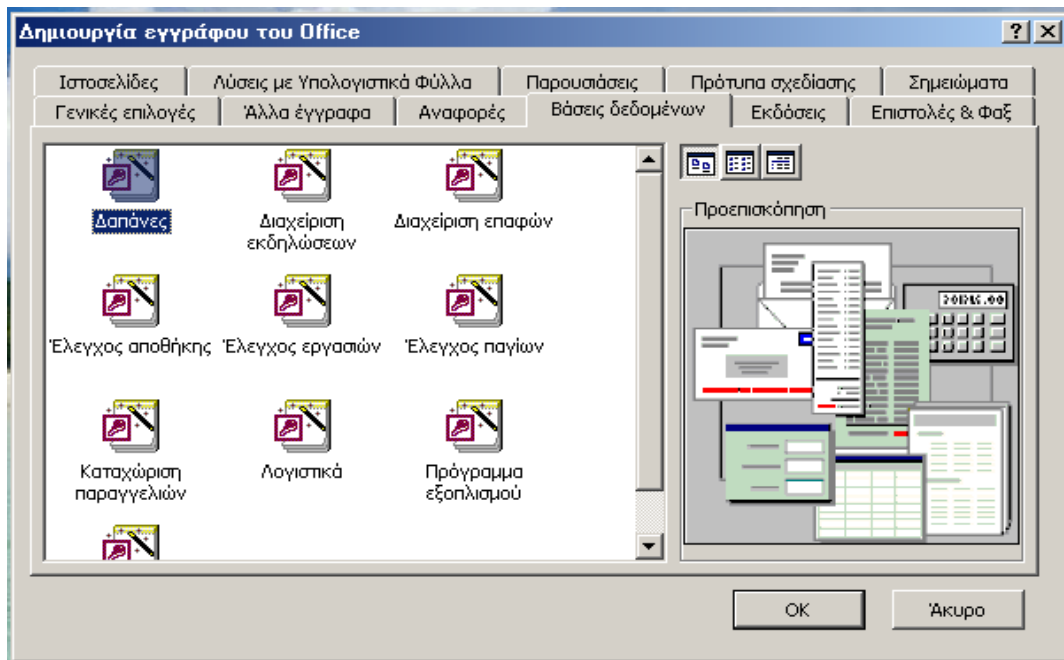 Δημιουργία εγγράφου του Office
Ιστοσελίδες Λύσεις με Υπολογιστικά Φύλλα Παρουσιάσεις Πρότυπα σχεδίασης Σημειώματα
Γενικές επιλογές Άλλα έγγραφα Αναφορές Βάσεις δεδομένων Εκδόσεις Επιστολές & Φαξ
Δαπάνες
Διαχείριση
εκδηλώσεων
Διαχείριση επαφών
Έλεγχος αποθήκης
Έλεγχος εργασιών
Έλεγχος παγίων
Καταχώριση
παραγγελιών
Λογιστικά
Πρόγραμμα
εξοπλισμού
Προεπισκόπηση
OK
Άκυρο